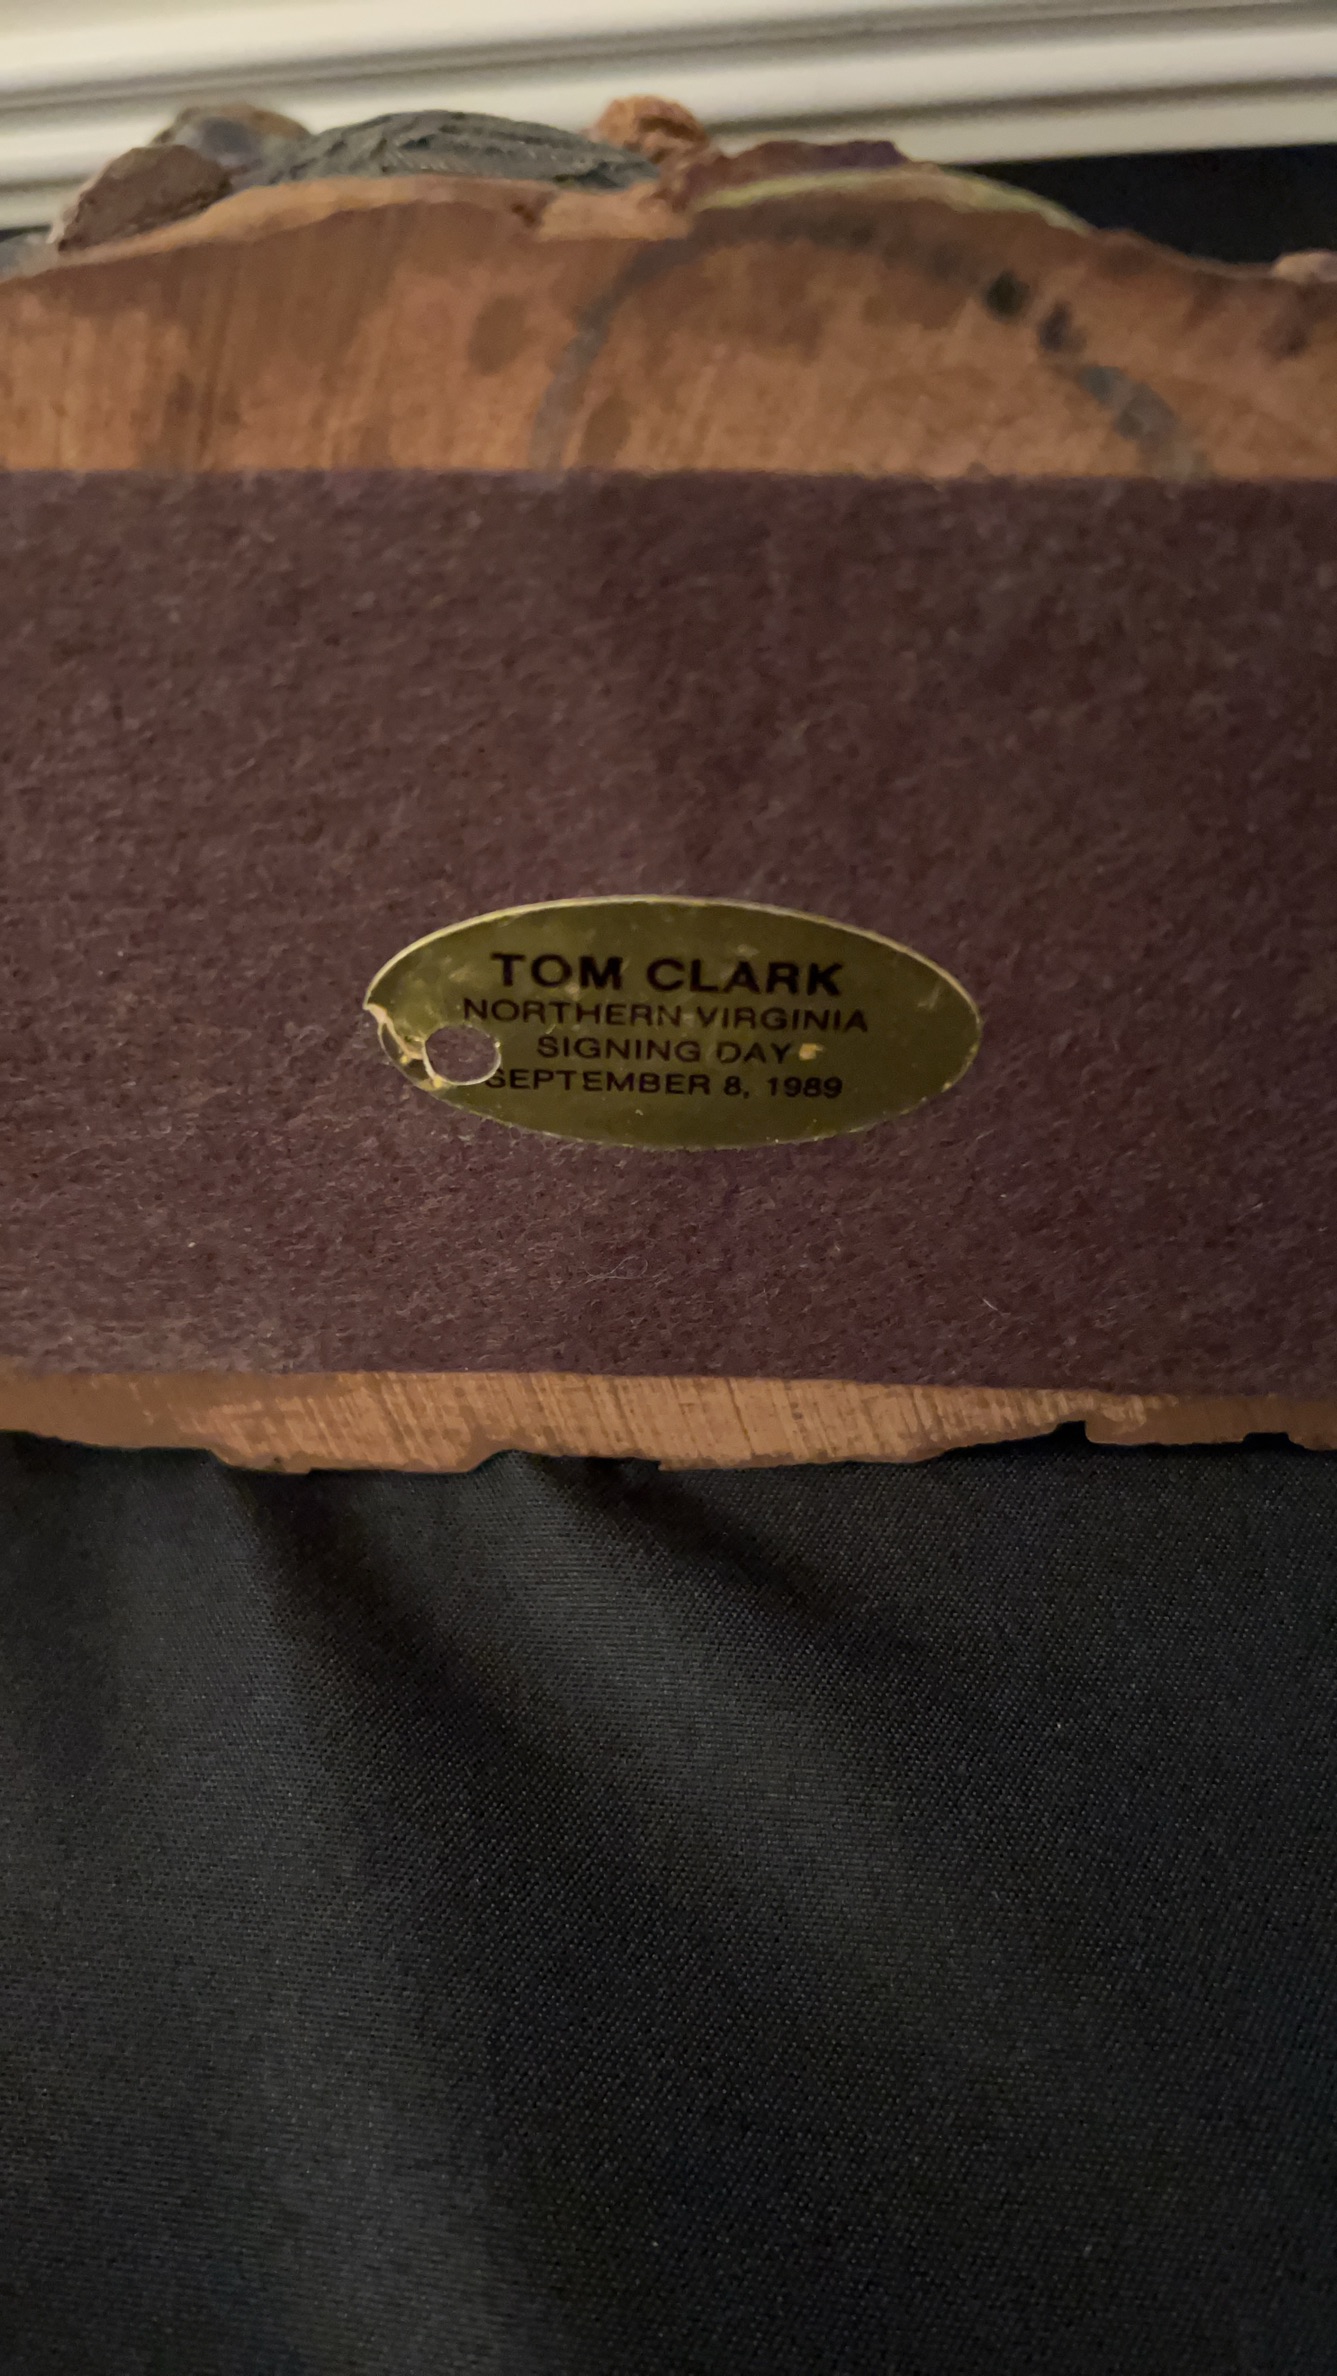 TOM CLARK
NORTHERN VIRGINIA
SIGNING DAY
SEPTEMBER 8, 1989